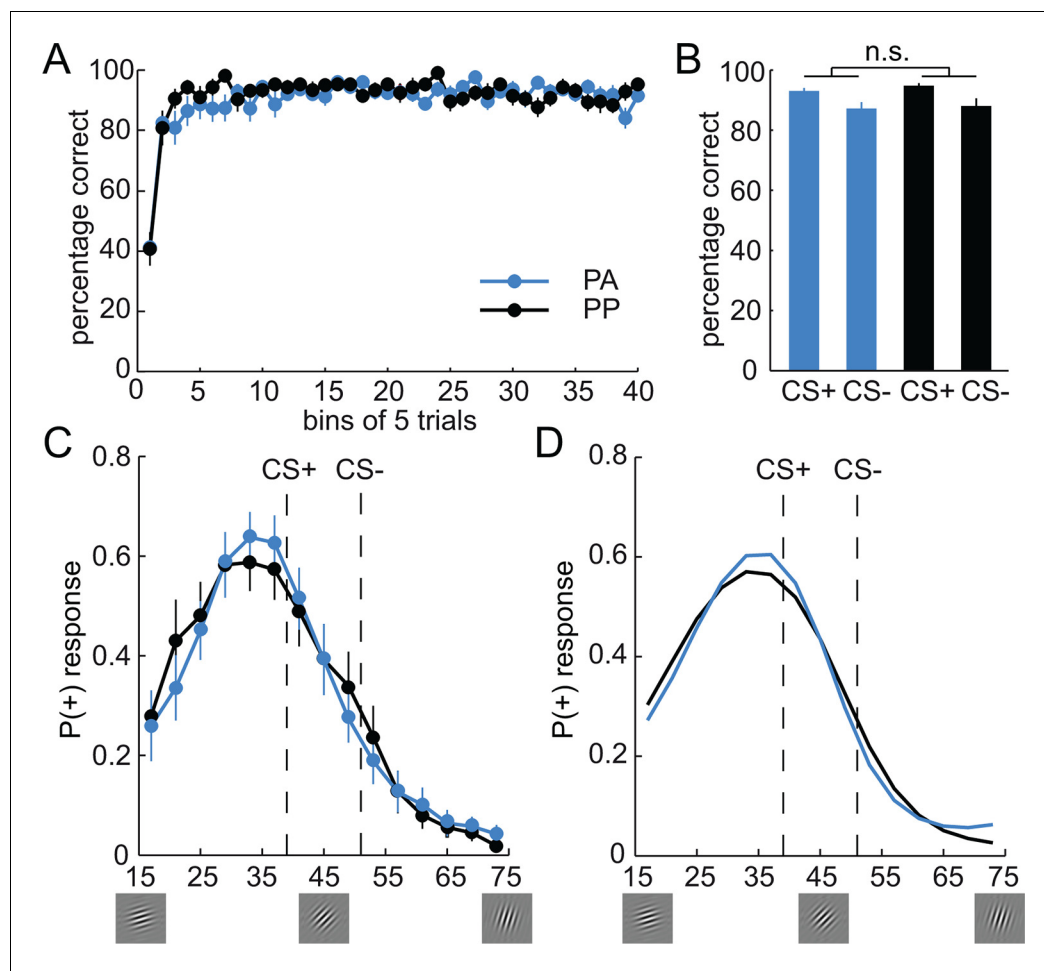 A
100
80
60
40
20
0
percentage correct
PA
PP
0 5 10 15 20 25 30 35 40
bins of 5 trials
B
n.s.
100
80
60
40
20
0
percentage correct
CS+ CS- CS+ CS-
C
0.8
0.6
0.4
0.2
0
P(+) response
CS+ CS-
15 25 35 45 55 65 75
D
0.8
0.6
0.4
0.2
0
P(+) response
CS+ CS-
15 25 35 45 55 65 75